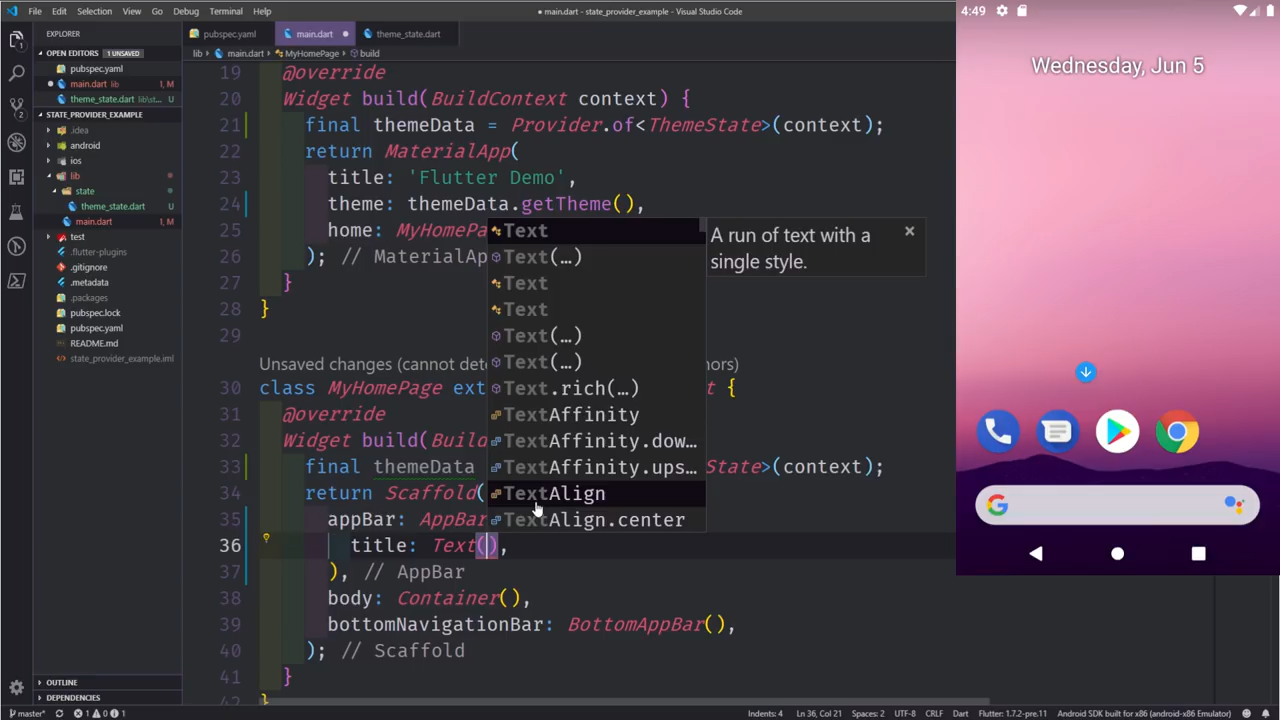 File Edit Selection View Go Debug Terminal Help
● main.dart - state_provider_example - Visual Studio Code
EXPLORER
OPEN EDITORS 1 UNSAVED
pubspec.yaml
main.dart lib 1, M
theme_state.dart lib\st... U
STATE_PROVIDER_EXAMPLE
.idea
android
ios
lib
state
theme_state.dart U
main.dart 1, M
test
.flutter-plugins
.gitignore
.metadata
.packages
pubspec.lock
pubspec.yaml
README.md
state_provider_example.iml
OUTLINE
DEPENDENCIES
pubspec.yaml main.dart theme_state.dart
lib main.dart MyHomePage build
19 @override
20 Widget build(BuildContext context) {
21 final themeData = Provider.of<ThemeState>(context);
22 return MaterialApp(
23 title: 'Flutter Demo',
24 theme: themeData.getTheme(),
25 home: MyHomePa
26 ); // MaterialAp
27 }
28 }
29
Unsaved changes (cannot dete hors)
30 class MyHomePage ext t {
31 @override
32 Widget build(Build
33 final themeData State>(context);
34 return Scaffold(
35 appBar: AppBar
36 title: Text(),
37 ), // AppBar
38 body: Container(),
39 bottomNavigationBar: BottomAppBar(),
40 ); // Scaffold
41 }
42 }
Text
Text(…)
Text
Text
Text(…)
Text(…)
Text.rich(…)
TextAffinity
TextAffinity.dow…
TextAffinity.ups…
TextAlign
TextAlign.center
A run of text with a
single style.
×
4:49
Wednesday, Jun 5
master* 1 0 1
Indents: 4 Ln 36, Col 21 Spaces: 2 UTF-8 CRLF Dart Flutter: 1.7.2-pre.11 Android SDK built for x86 (android-x86 Emulator)